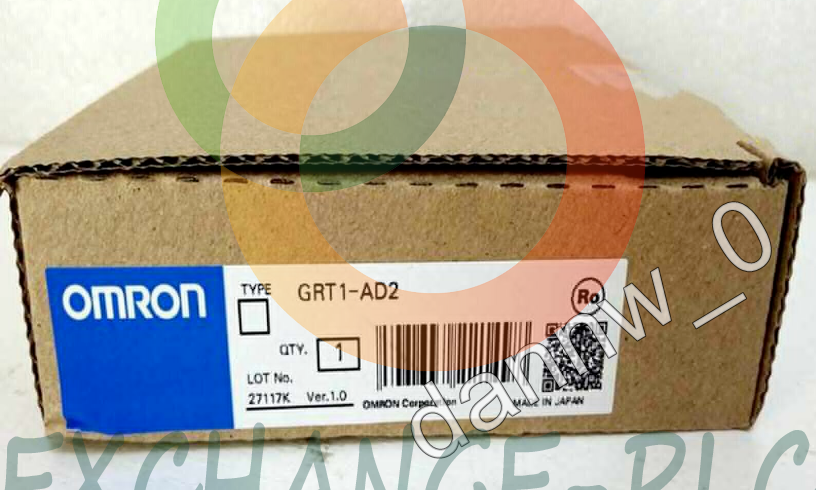 OMRON
TYPE GRT1-AD2
Ro
QTY. 1
LOT No.
27117K Ver.1.0
OMRON Corporation
MADE IN JAPAN
danniw_0
EXCHANGE-PLC